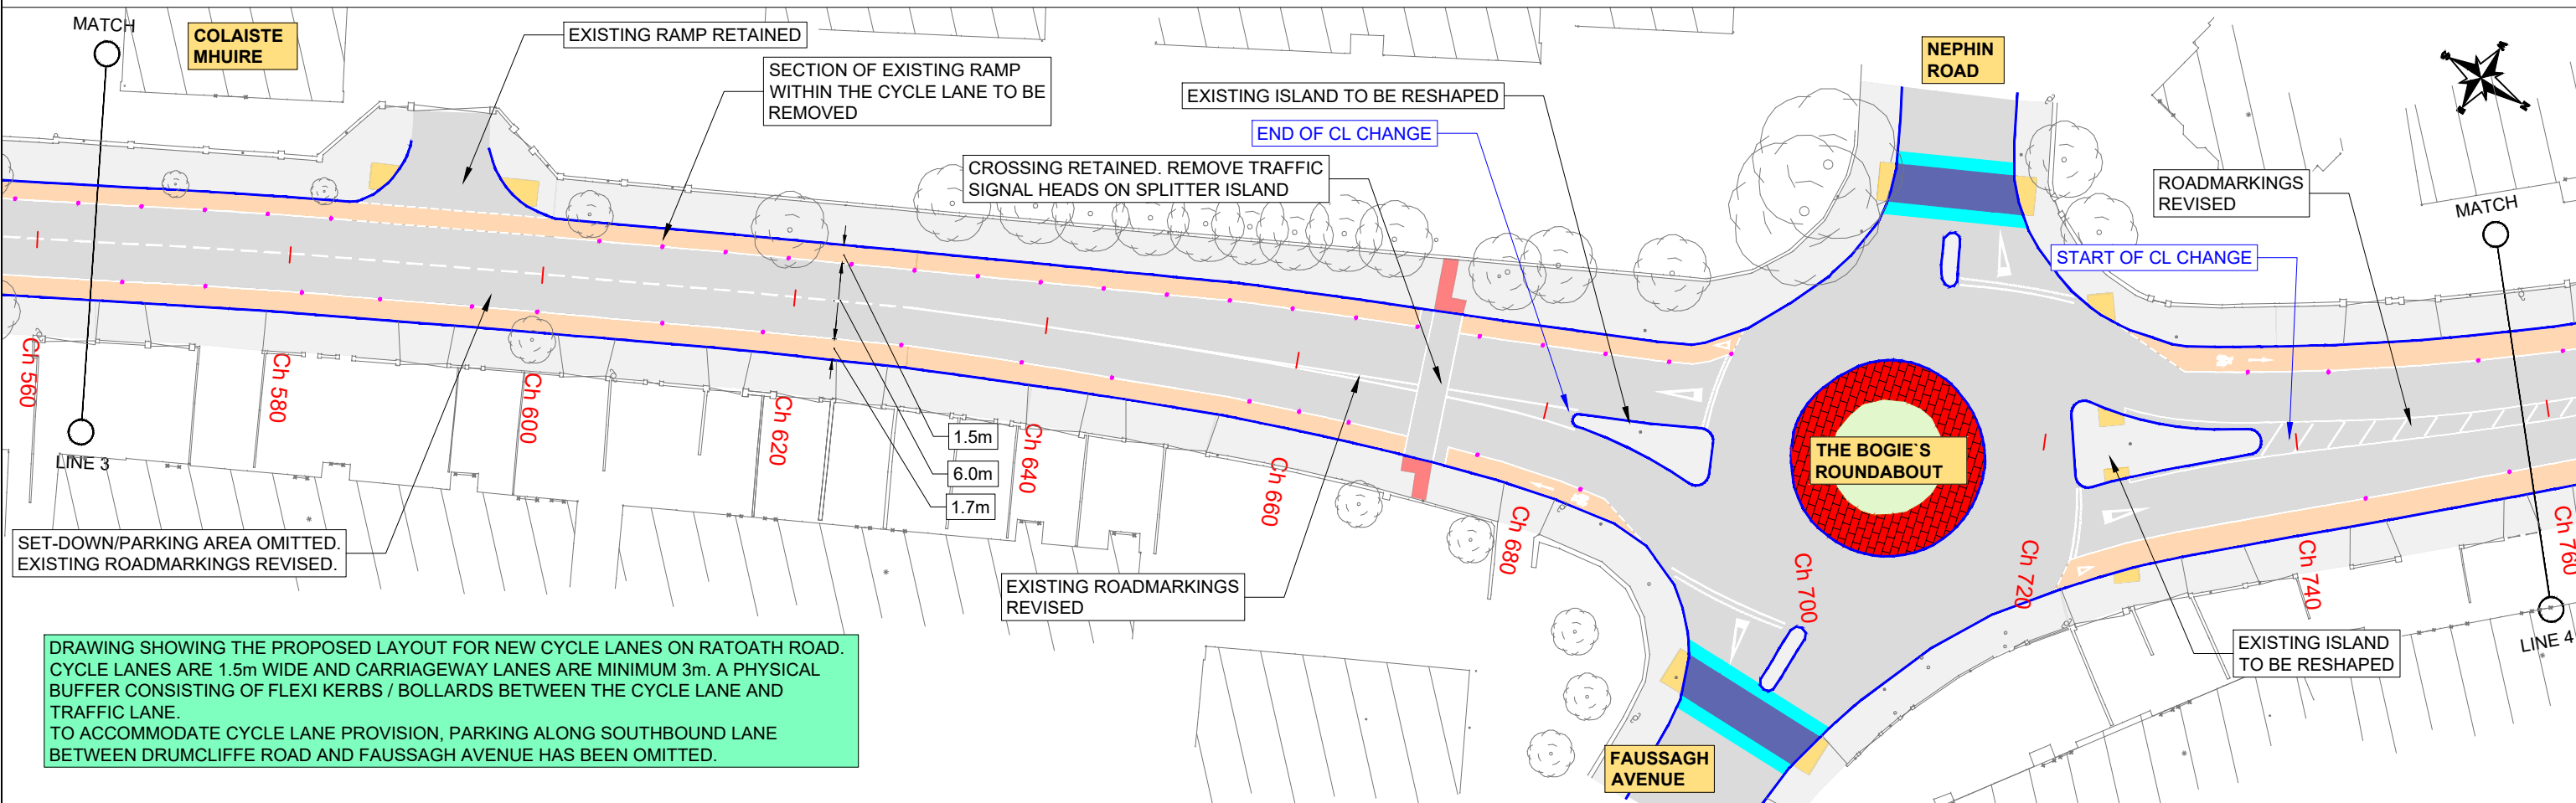 MATCH
COLAISTE
MHUIRE
EXISTING RAMP RETAINED
SECTION OF EXISTING RAMP
WITHIN THE CYCLE LANE TO BE
REMOVED
EXISTING ISLAND TO BE RESHAPED
END OF CL CHANGE
CROSSING RETAINED. REMOVE TRAFFIC
SIGNAL HEADS ON SPLITTER ISLAND
NEPHIN
ROAD
ROADMARKINGS
REVISED
MATCH
START OF CL CHANGE
Ch 560
Ch 580
Ch 600
Ch 620
Ch 640
Ch 660
Ch 680
Ch 700
Ch 720
Ch 740
Ch 760
LINE 3
1.5m
6.0m
1.7m
THE BOGIE`S
ROUNDABOUT
SET-DOWN/PARKING AREA OMITTED.
EXISTING ROADMARKINGS REVISED.
EXISTING ROADMARKINGS
REVISED
EXISTING ISLAND
TO BE RESHAPED
LINE 4
DRAWING SHOWING THE PROPOSED LAYOUT FOR NEW CYCLE LANES ON RATOATH ROAD.
CYCLE LANES ARE 1.5m WIDE AND CARRIAGEWAY LANES ARE MINIMUM 3m. A PHYSICAL
BUFFER CONSISTING OF FLEXI KERBS / BOLLARDS BETWEEN THE CYCLE LANE AND
TRAFFIC LANE.
TO ACCOMMODATE CYCLE LANE PROVISION, PARKING ALONG SOUTHBOUND LANE
BETWEEN DRUMCLIFFE ROAD AND FAUSSAGH AVENUE HAS BEEN OMITTED.
FAUSSAGH
AVENUE